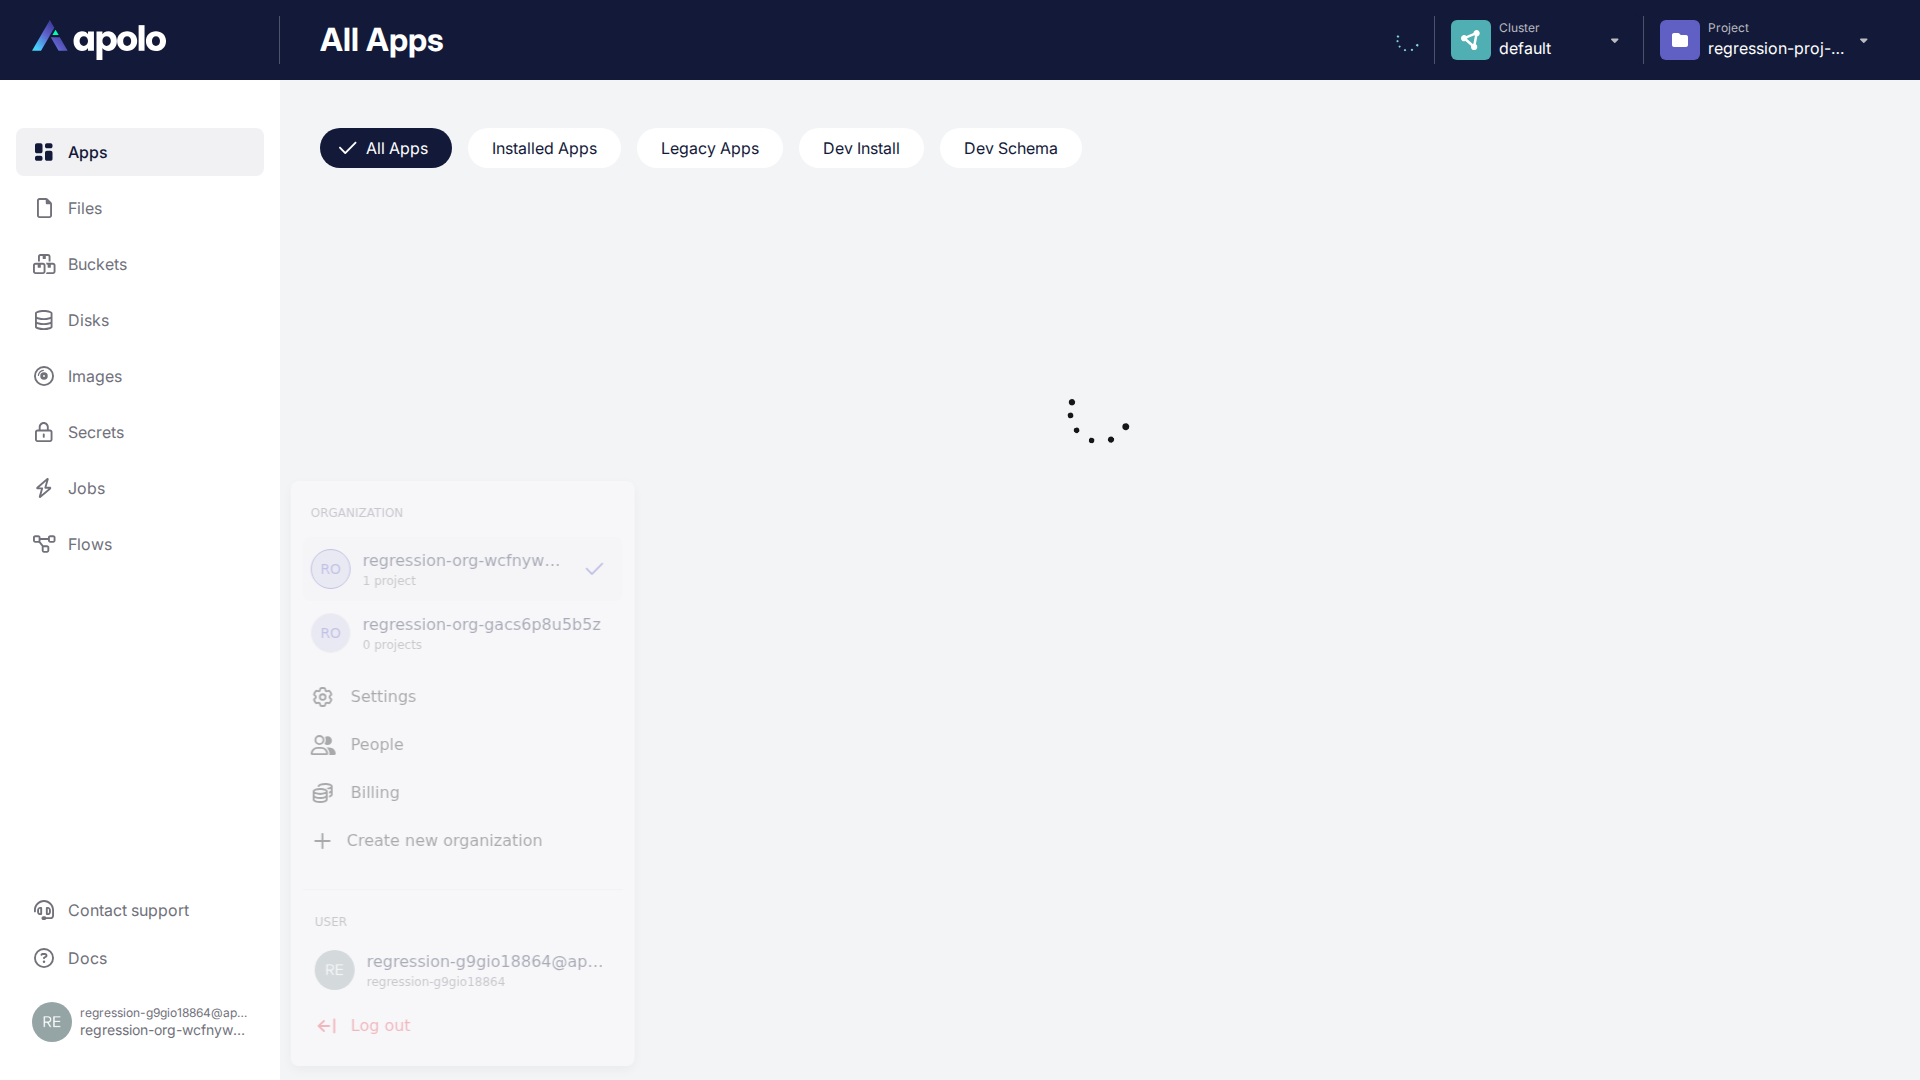 apolo
All Apps
Cluster
default
Project
regression-proj-...
Apps
Files
Buckets
Disks
Images
Secrets
Jobs
Flows
All Apps
Installed Apps
Legacy Apps
Dev Install
Dev Schema
ORGANIZATION
RO
regression-org-wcfnyw...
1 project
RO
regression-org-gacs6p8u5b5z
0 projects
Settings
People
Billing
Create new organization
USER
RE
regression-g9gio18864@ap...
regression-g9gio18864
Log out
Contact support
Docs
RE
regression-g9gio18864@ap...
regression-org-wcfnyw...